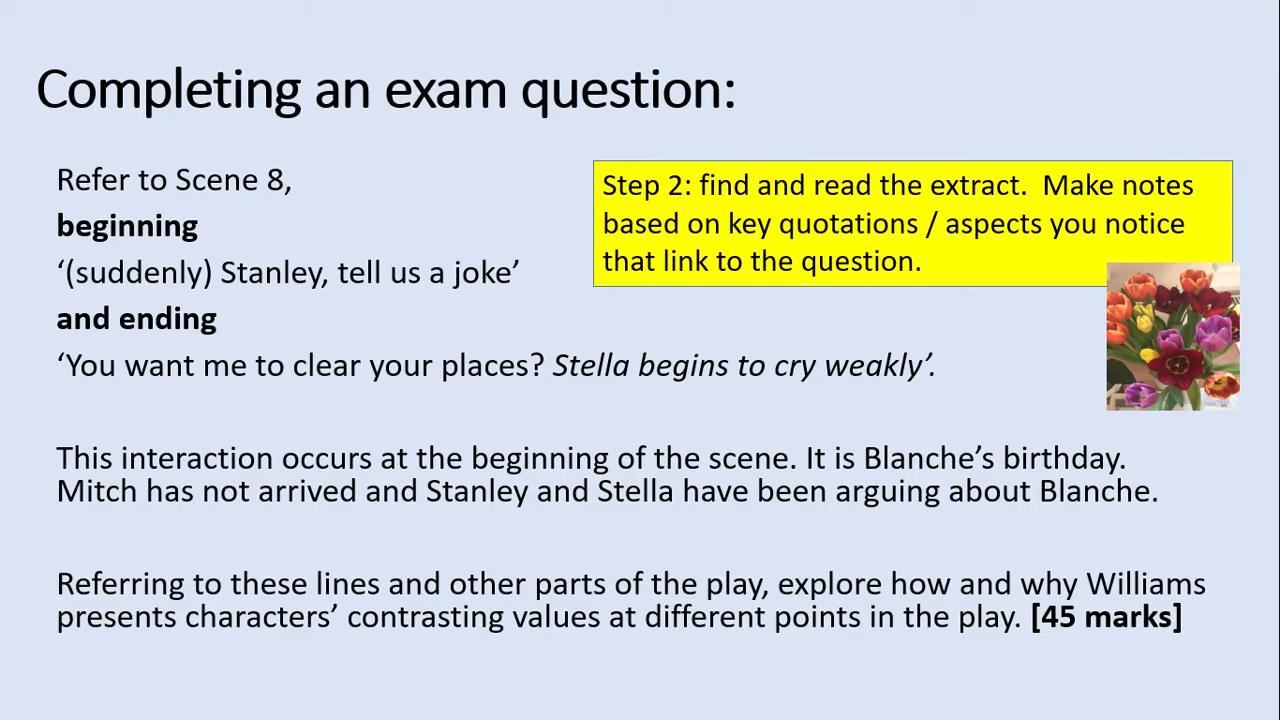 Completing an exam question:
Refer to Scene 8,
beginning
‘(suddenly) Stanley, tell us a joke’
and ending
‘You want me to clear your places? Stella begins to cry weakly’.
Step 2: find and read the extract.  Make notes
based on key quotations / aspects you notice
that link to the question.
This interaction occurs at the beginning of the scene. It is Blanche’s birthday.
Mitch has not arrived and Stanley and Stella have been arguing about Blanche.
Referring to these lines and other parts of the play, explore how and why Williams
presents characters’ contrasting values at different points in the play. [45 marks]